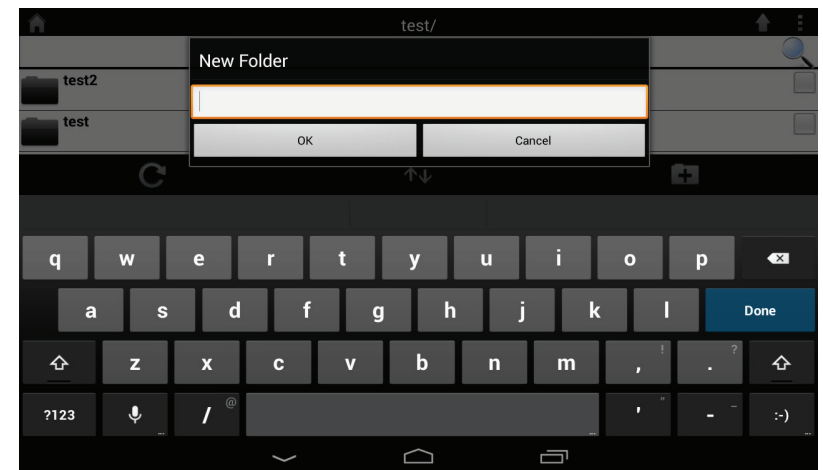 test/
New Folder
test2
test
OK Cancel
q w e r t y u i o p
a s d f g h j k l Done
z x c v b n m , ! . ?
?123 / @ ' " - _ :-)